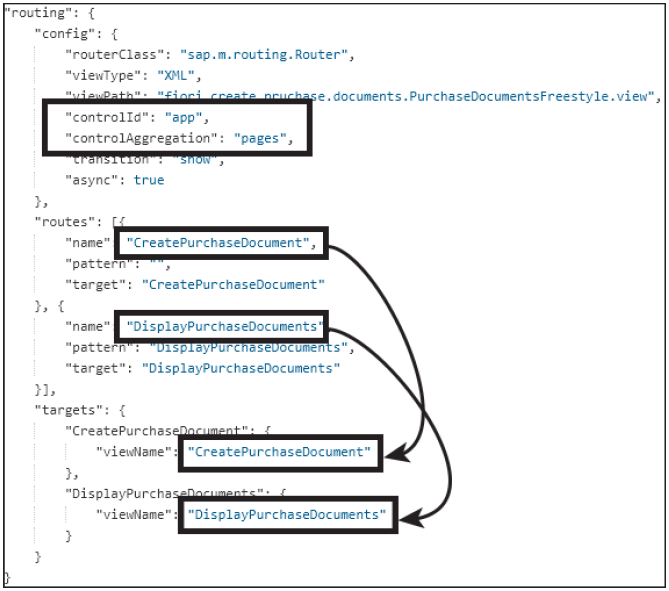 "routing": {
"config": {
"routerClass": "sap.m.routing.Router",
"viewType": "XML",
"viewPath": "fiori.create.pruchase.documents.PurchaseDocumentsFreestyle.view",
"controlId": "app",
"controlAggregation": "pages",
"transition": "show",
"async": true
},
"routes": [{
"name": "CreatePurchaseDocument",
"pattern": "",
"target": "CreatePurchaseDocument"
}, {
"name": "DisplayPurchaseDocuments"
"pattern": "DisplayPurchaseDocuments",
"target": "DisplayPurchaseDocuments"
}],
"targets": {
"CreatePurchaseDocument": {
"viewName": "CreatePurchaseDocument"
},
"DisplayPurchaseDocuments": {
"viewName": "DisplayPurchaseDocuments"
}
}
}